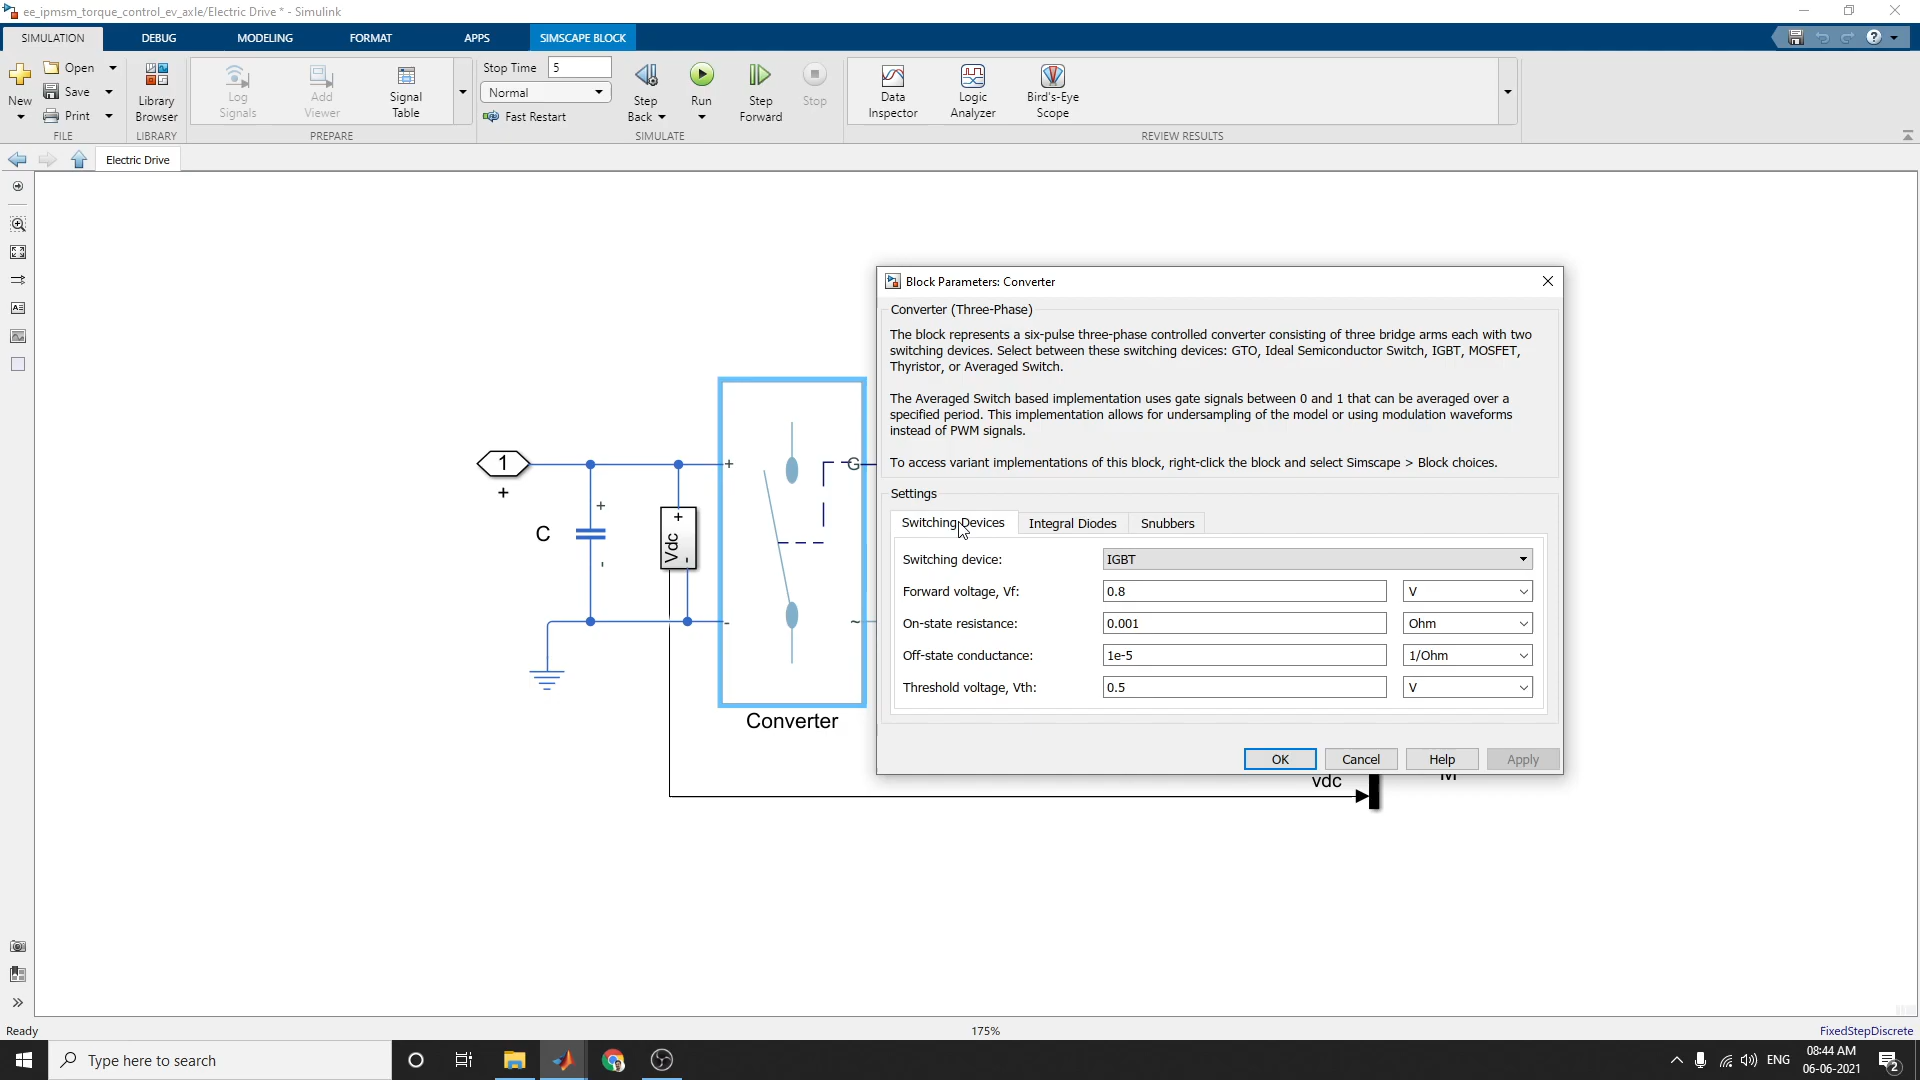 ee_ipmsm_torque_control_ev_axle/Electric Drive * - Simulink
SIMULATION
DEBUG
MODELING
FORMAT
APPS
SIMSCAPE BLOCK
New
Open
Save
Print
FILE
Library
Browser
LIBRARY
Log
Signals
Add
Viewer
Signal
Table
PREPARE
Stop Time 5
Normal
Fast Restart
Step
Back
Run
Step
Forward
Stop
SIMULATE
Data
Inspector
Logic
Analyzer
Bird's-Eye
Scope
REVIEW RESULTS
Electric Drive
1
+
C
+
-
+
Vdc
-
+
-
G
~
Converter
vdc
Block Parameters: Converter
Converter (Three-Phase)
The block represents a six-pulse three-phase controlled converter consisting of three bridge arms each with two
switching devices. Select between these switching devices: GTO, Ideal Semiconductor Switch, IGBT, MOSFET,
Thyristor, or Averaged Switch.
The Averaged Switch based implementation uses gate signals between 0 and 1 that can be averaged over a
specified period. This implementation allows for undersampling of the model or using modulation waveforms
instead of PWM signals.
To access variant implementations of this block, right-click the block and select Simscape > Block choices.
Settings
Switching Devices
Integral Diodes
Snubbers
Switching device: IGBT
Forward voltage, Vf: 0.8 V
On-state resistance: 0.001 Ohm
Off-state conductance: 1e-5 1/Ohm
Threshold voltage, Vth: 0.5 V
OK
Cancel
Help
Apply
Ready
175%
FixedStepDiscrete
Type here to search
ENG
08:44 AM
06-06-2021
2